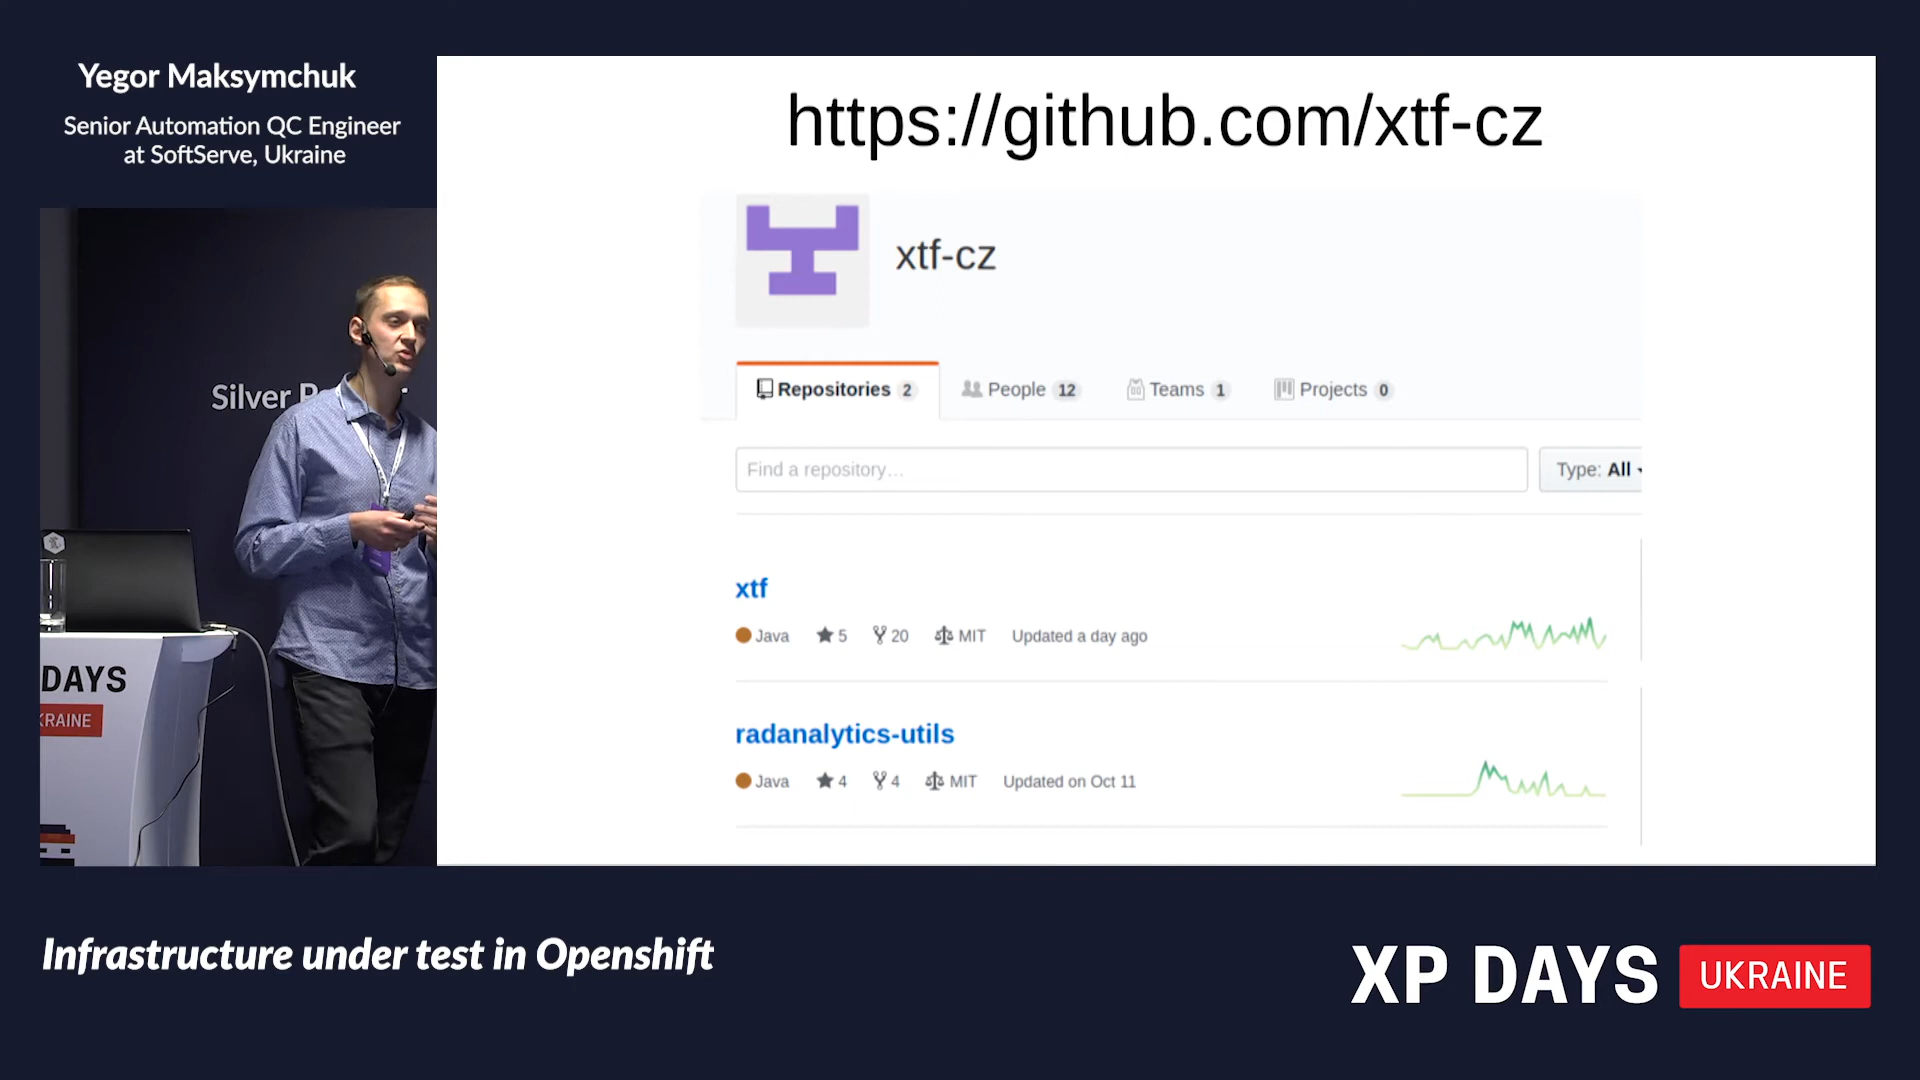 Yegor Maksymchuk
Senior Automation QC Engineer
at SoftServe, Ukraine
https://github.com/xtf-cz
xtf-cz
Repositories 2
People 12
Teams 1
Projects 0
Find a repository...
Type: All
xtf
Java 5 20 MIT Updated a day ago
radanalytics-utils
Java 4 4 MIT Updated on Oct 11
Silver
DAYS
Infrastructure under test in Openshift
XP DAYS UKRAINE